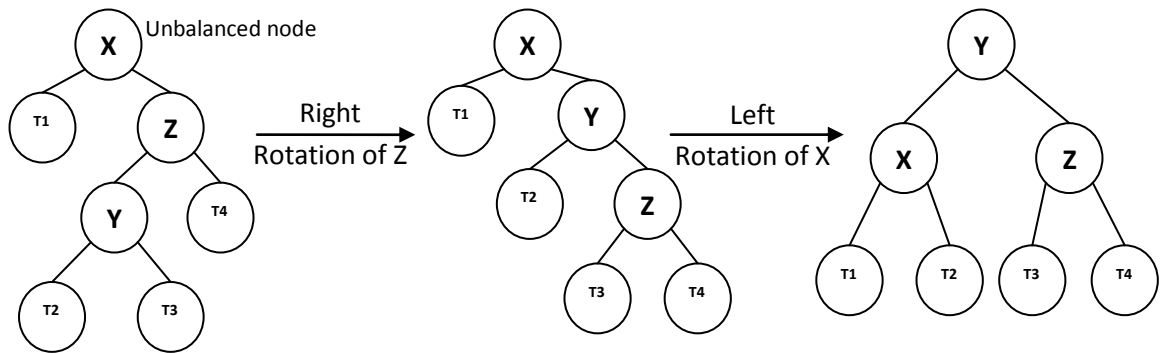 X Unbalanced node
T1
Z
Y
T4
T2
T3
Right
Rotation of Z
X
T1
Y
T2
Z
T3
T4
Left
Rotation of X
Y
X
Z
T1
T2
T3
T4